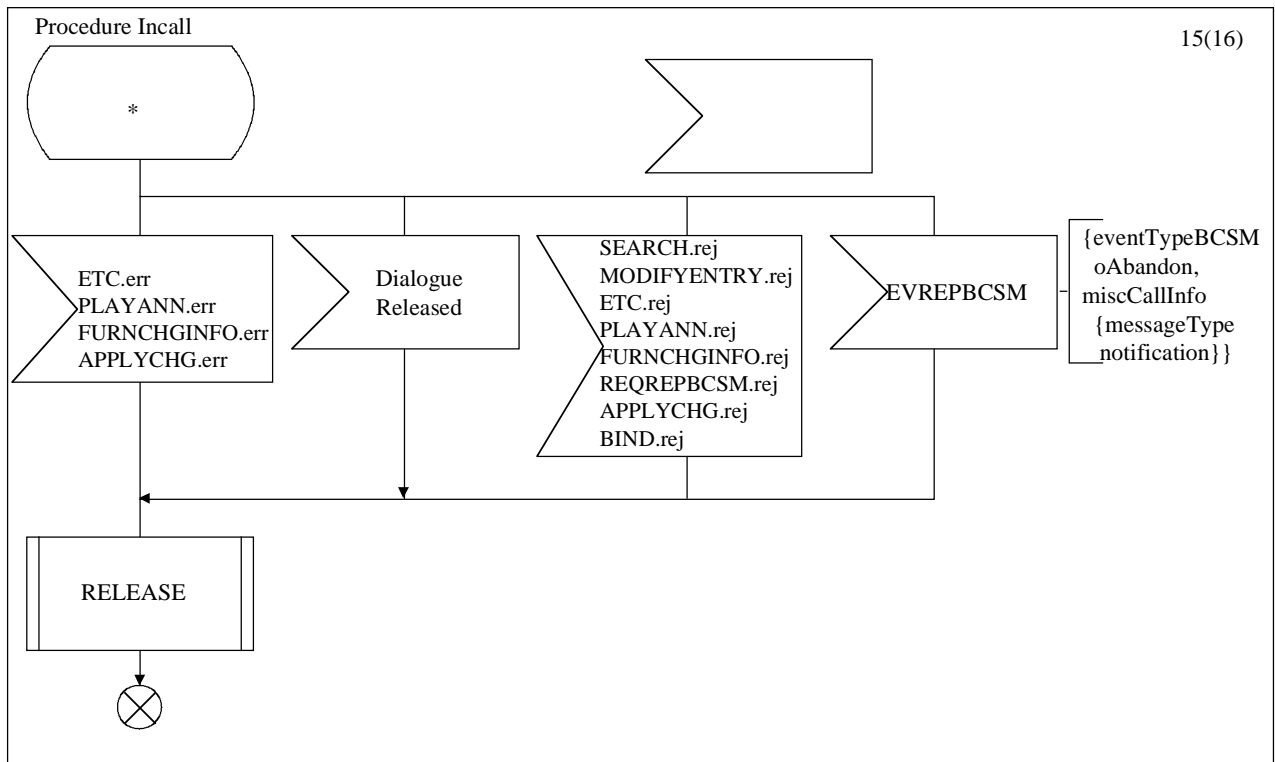 Procedure Incall
15(16)
*
ETC.err
PLAYANN.err
FURNCHGINFO.err
APPLYCHG.err
Dialogue
Released
SEARCH.rej
MODIFYENTRY.rej
ETC.rej
PLAYANN.rej
FURNCHGINFO.rej
REQREPBCSM.rej
APPLYCHG.rej
BIND.rej
EVREPBCSM
{eventTypeBCSM
oAbandon,
miscCallInfo
{messageType
notification}}
RELEASE